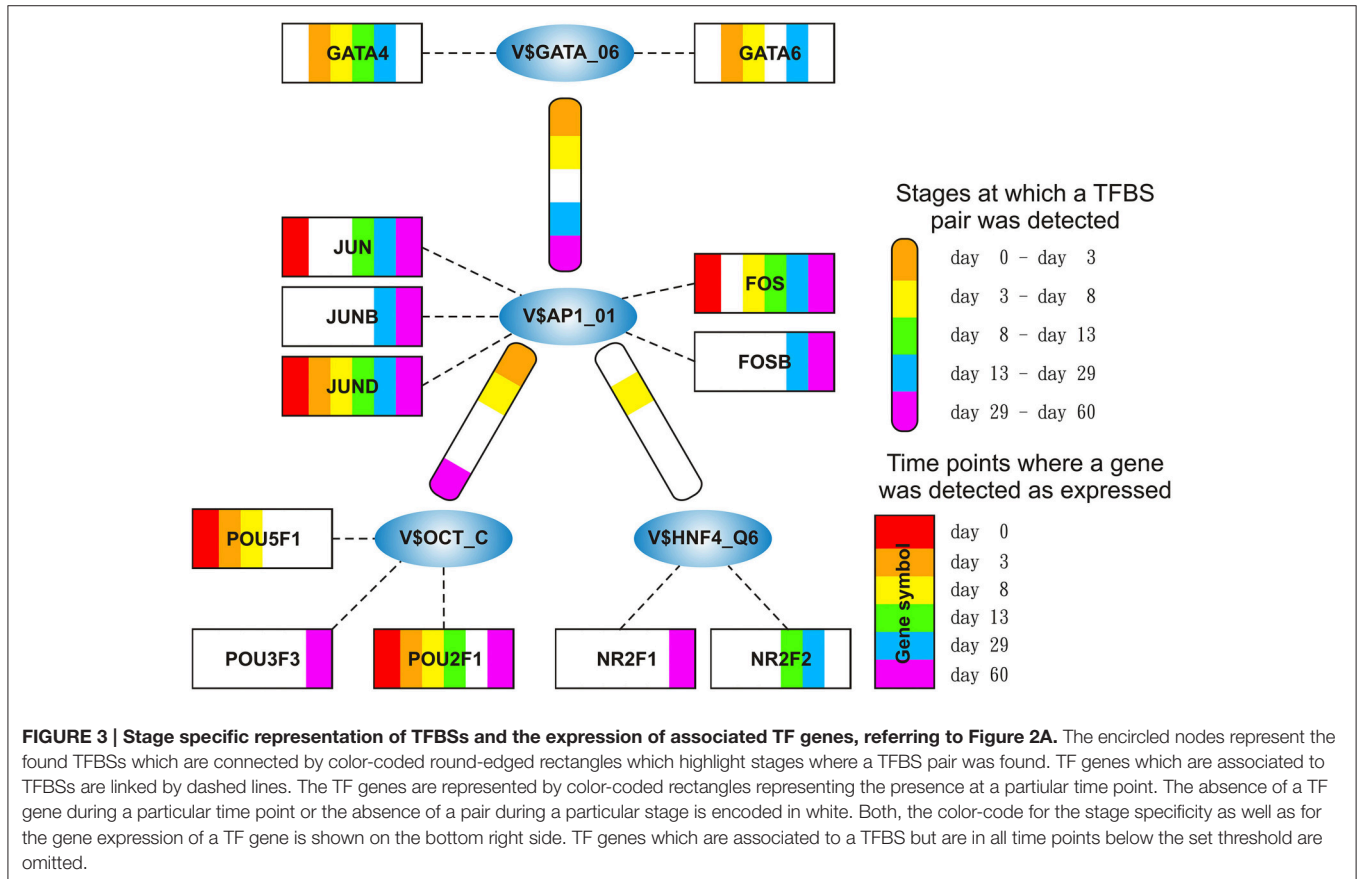 GATA4
V$GATA_06
GATA6
JUN
JUNB
JUND
V$AP1_01
FOS
FOSB
Stages at which a TFBS
pair was detected
day 0 - day 3
day 3 - day 8
day 8 - day 13
day 13 - day 29
day 29 - day 60
Time points where a gene
was detected as expressed
Gene symbol
day 0
day 3
day 8
day 13
day 29
day 60
POU5F1
V$OCT_C
V$HNF4_Q6
POU3F3
POU2F1
NR2F1
NR2F2
FIGURE 3 | Stage specific representation of TFBSs and the expression of associated TF genes, referring to Figure 2A. The encircled nodes represent the
found TFBSs which are connected by color-coded round-edged rectangles which highlight stages where a TFBS pair was found. TF genes which are associated to
TFBSs are linked by dashed lines. The TF genes are represented by color-coded rectangles representing the presence at a partiular time point. The absence of a TF
gene during a particular time point or the absence of a pair during a particular stage is encoded in white. Both, the color-code for the stage specificity as well as for
the gene expression of a TF gene is shown on the bottom right side. TF genes which are associated to a TFBS but are in all time points below the set threshold are
omitted.